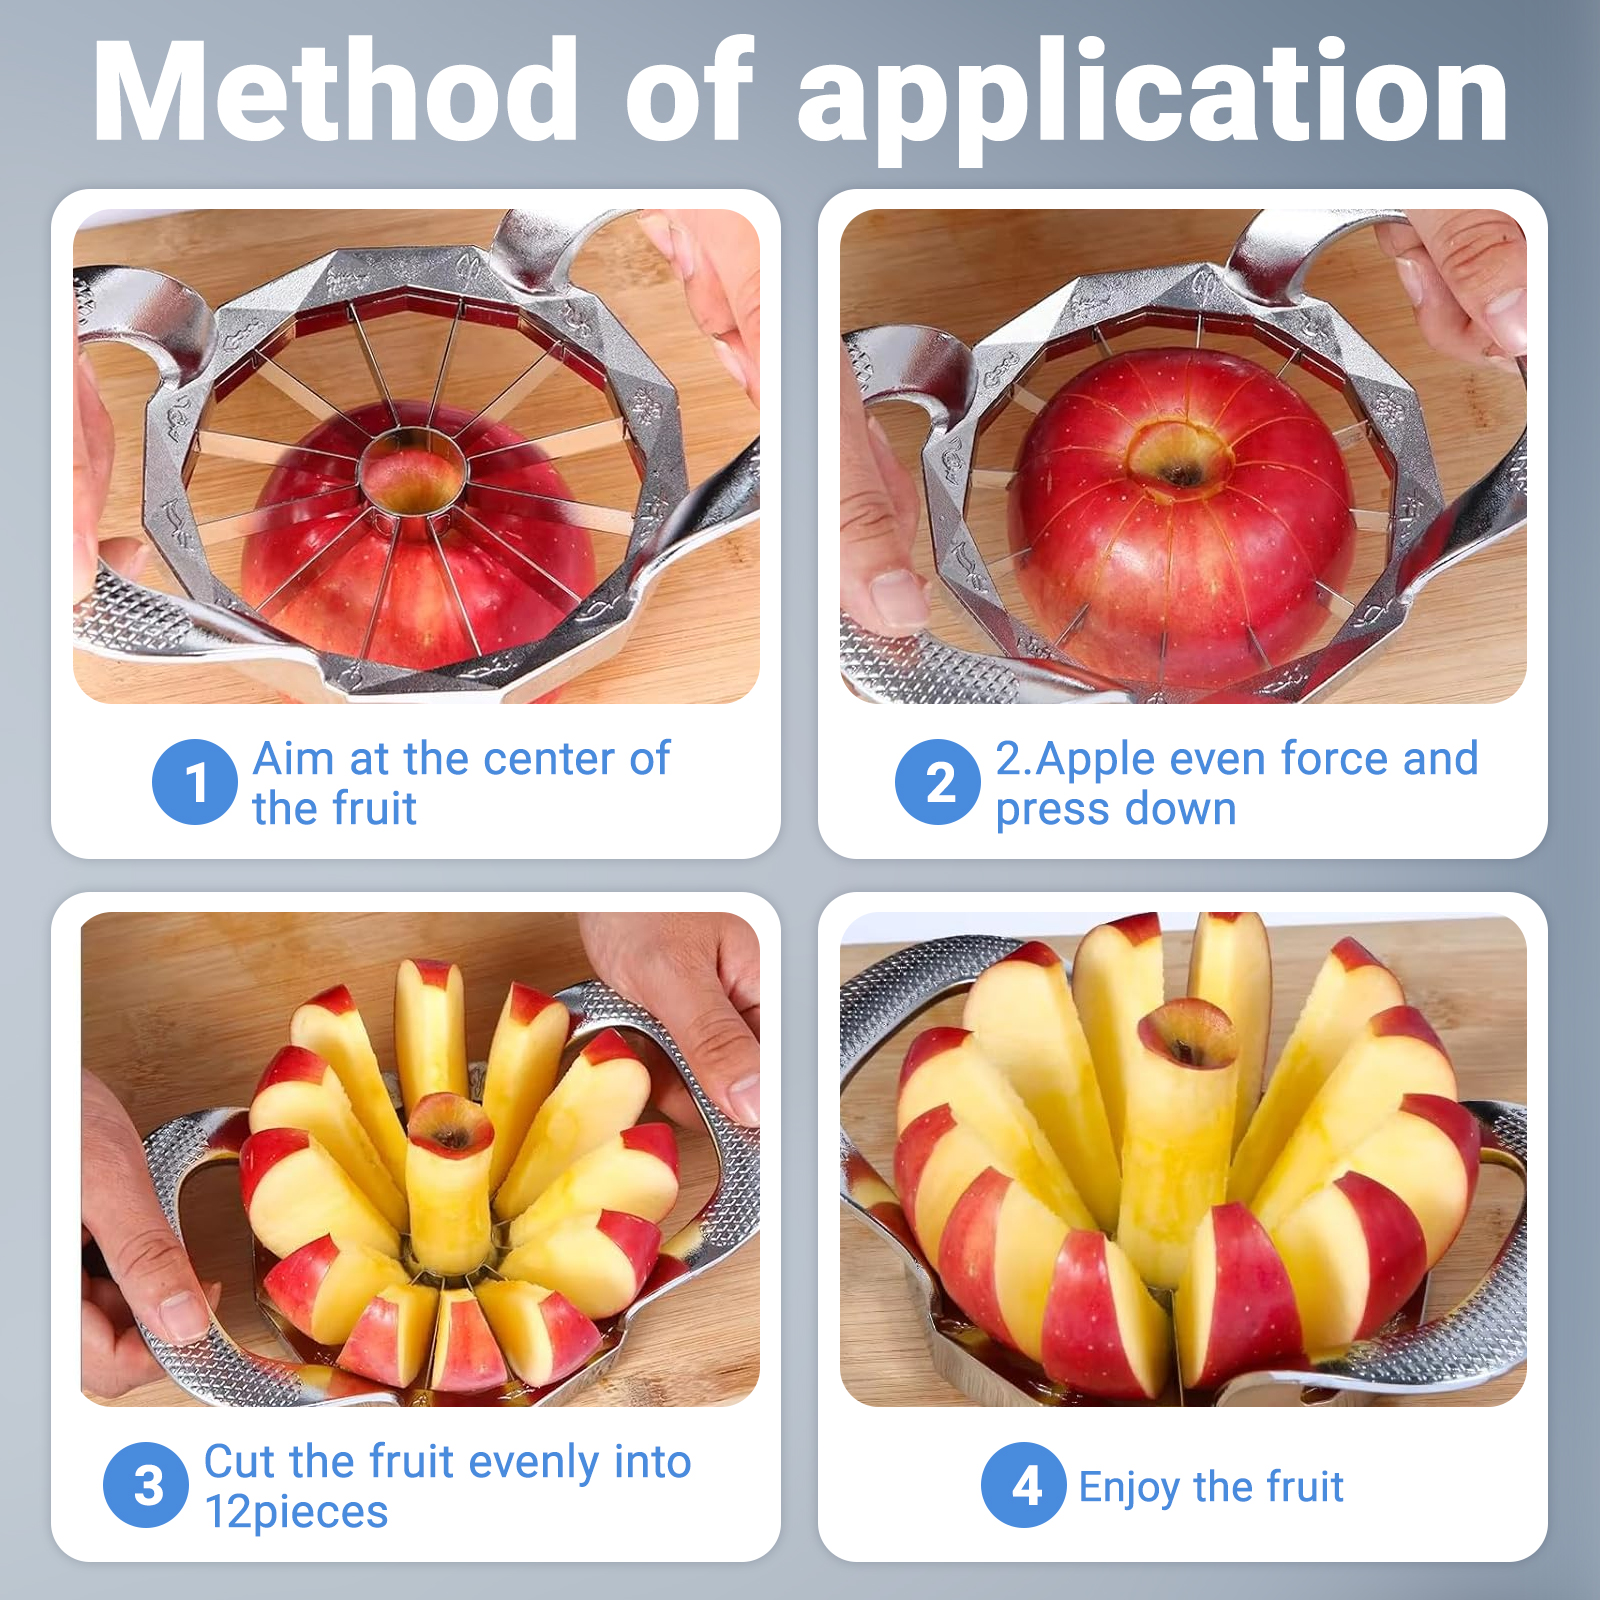 Method of application
1
Aim at the center of
the fruit
2
2.Apple even force and
press down
3
Cut the fruit evenly into
12pieces
4
Enjoy the fruit